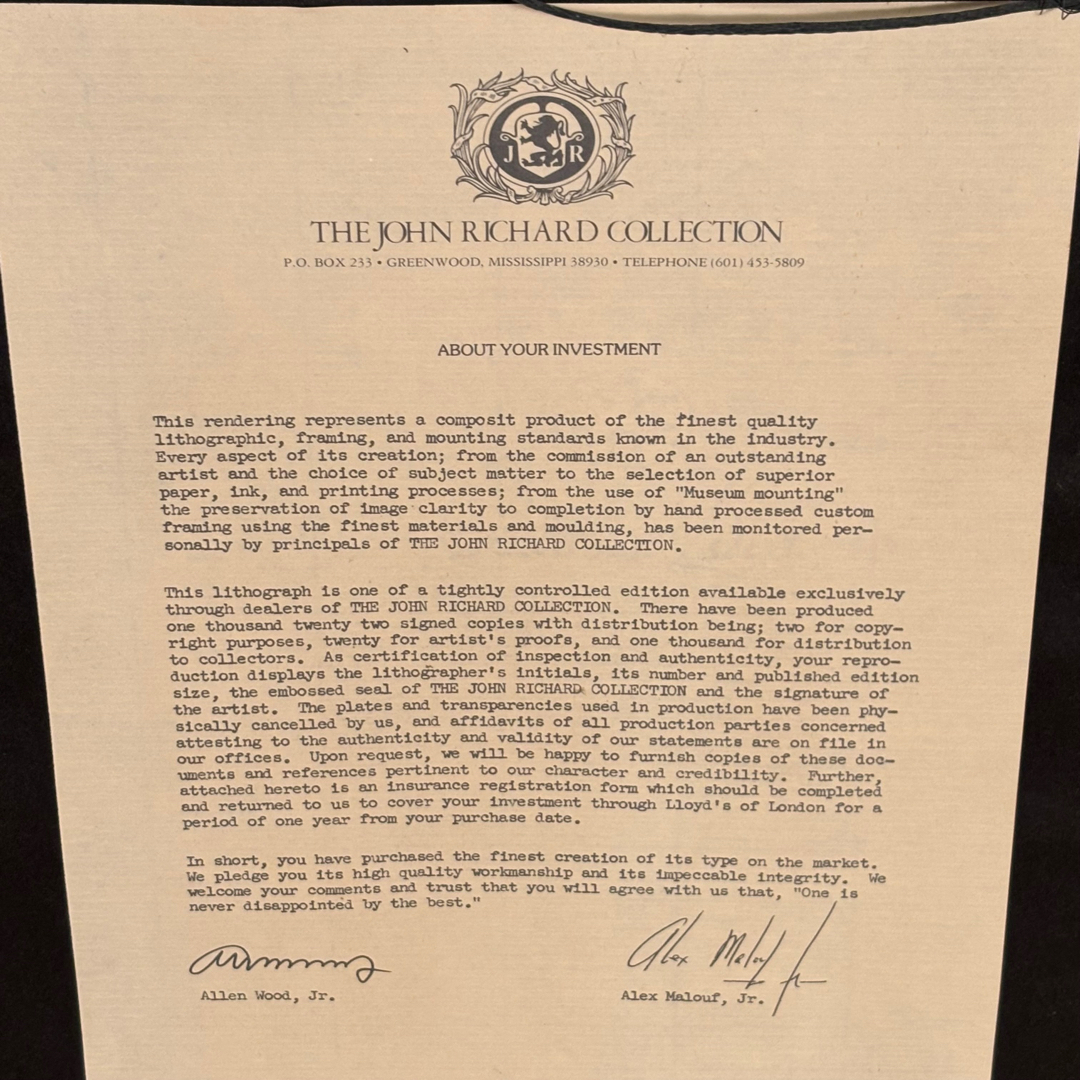 J R
THE JOHN RICHARD COLLECTION
P.O. BOX 233 • GREENWOOD, MISSISSIPPI 38930 • TELEPHONE (601) 453-5809
ABOUT YOUR INVESTMENT
This rendering represents a composit product of the finest quality
lithographic, framing, and mounting standards known in the industry.
Every aspect of its creation; from the commission of an outstanding
artist and the choice of subject matter to the selection of superior
paper, ink, and printing processes; from the use of "Museum mounting"
the preservation of image clarity to completion by hand processed custom
framing using the finest materials and moulding, has been monitored per-
sonally by principals of THE JOHN RICHARD COLLECTION.
This lithograph is one of a tightly controlled edition available exclusively
through dealers of THE JOHN RICHARD COLLECTION. There have been produced
one thousand twenty two signed copies with distribution being; two for copy-
right purposes, twenty for artist's proofs, and one thousand for distribution
to collectors. As certification of inspection and authenticity, your repro-
duction displays the lithographer's initials, its number and published edition
size, the embossed seal of THE JOHN RICHARD COLLECTION and the signature of
the artist. The plates and transparencies used in production have been phy-
sically cancelled by us, and affidavits of all production parties concerned
attesting to the authenticity and validity of our statements are on file in
our offices. Upon request, we will be happy to furnish copies of these doc-
uments and references pertinent to our character and credibility. Further,
attached hereto is an insurance registration form which should be completed
and returned to us to cover your investment through Lloyd's of London for a
period of one year from your purchase date.
In short, you have purchased the finest creation of its type on the market.
We pledge you its high quality workmanship and its impeccable integrity. We
welcome your comments and trust that you will agree with us that, "One is
never disappointed by the best."
Alex Malouf Jr
Allen Wood, Jr. Alex Malouf, Jr.